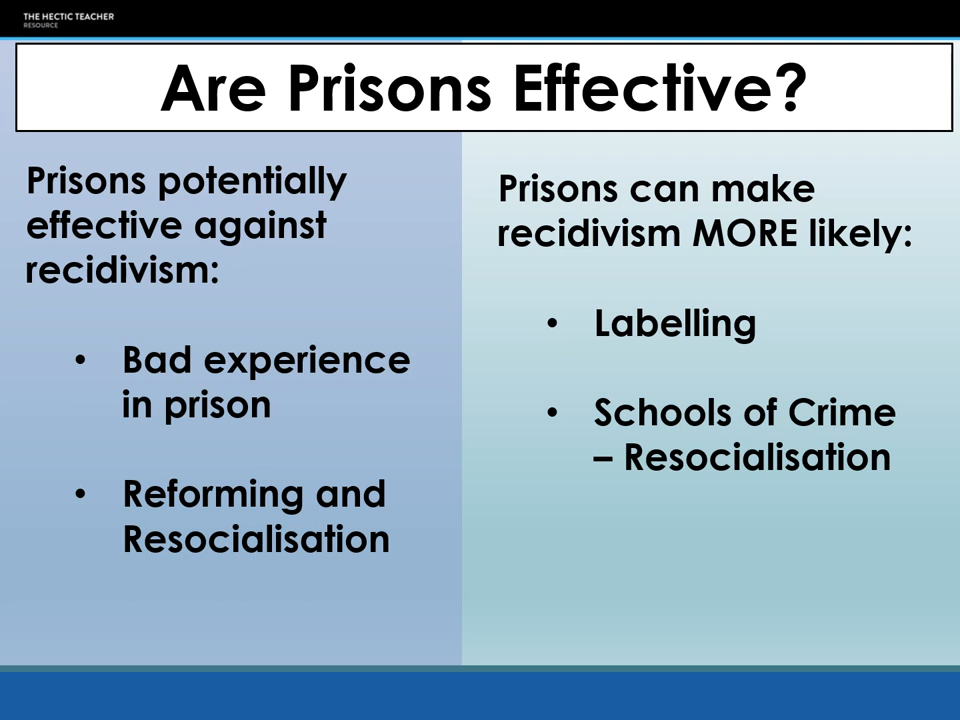 THE HECTIC TEACHER
RESOURCE
Are Prisons Effective?
Prisons potentially
effective against
recidivism:
• Bad experience
in prison
• Reforming and
Resocialisation
Prisons can make
recidivism MORE likely:
• Labelling
• Schools of Crime
– Resocialisation